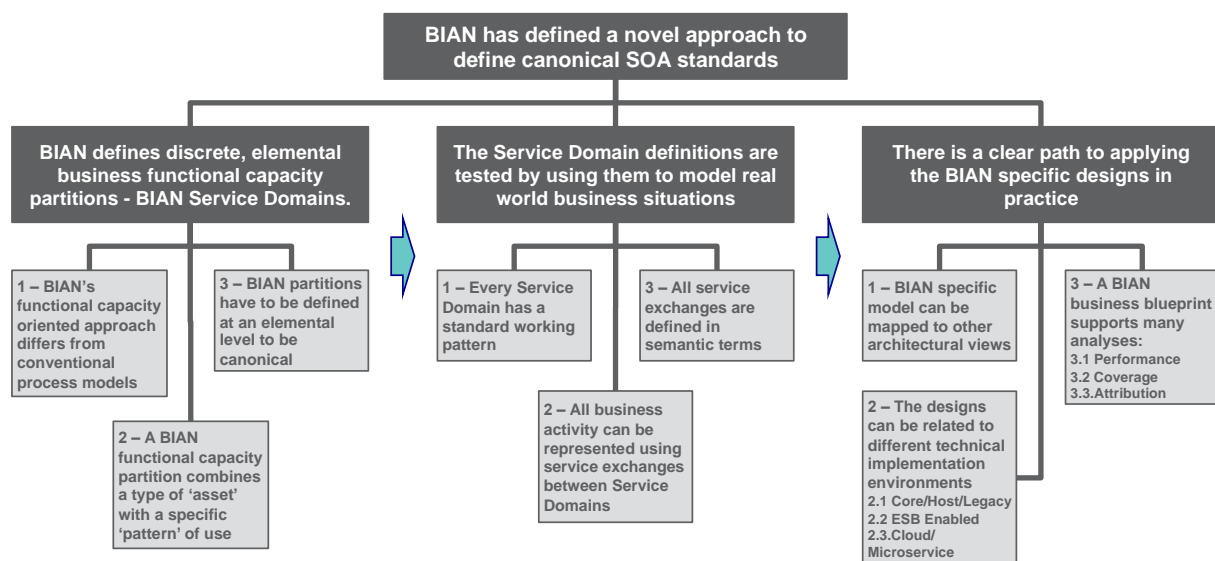 BIAN has defined a novel approach to
define canonical SOA standards
BIAN defines discrete, elemental
business functional capacity
partitions - BIAN Service Domains.
1 – BIAN's
functional capacity
oriented approach
differs from
conventional
process models
2 – A BIAN
functional capacity
partition combines
a type of ‘asset’
with a specific
‘pattern’ of use
3 – BIAN partitions
have to be defined
at an elemental
level to be
canonical
The Service Domain definitions are
tested by using them to model real
world business situations
1 – Every Service
Domain has a
standard working
pattern
2 – All business
activity can be
represented using
service exchanges
between Service
Domains
3 – All service
exchanges are
defined in
semantic terms
There is a clear path to applying
the BIAN specific designs in
practice
1 – BIAN specific
model can be
mapped to other
architectural views
2 – The designs
can be related to
different technical
implementation
environments
2.1 Core/Host/Legacy
2.2 ESB Enabled
2.3.Cloud/
Microservice
3 – A BIAN
business blueprint
supports many
analyses:
3.1 Performance
3.2 Coverage
3.3.Attribution